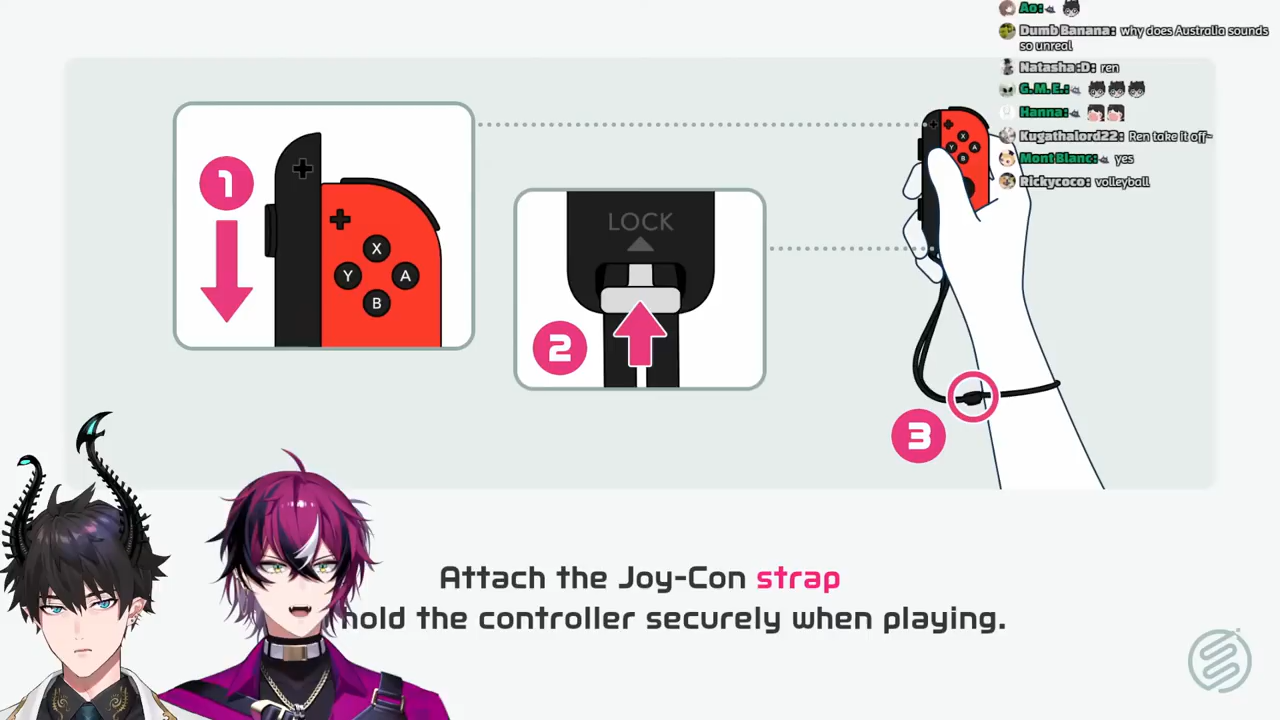 Ao:
Dumb Banana: why does Australia sounds
so unreal
Natasha:D: ren
G.M.E.:
Hanna:
Kugathalord22: Ren take it off~
Mont Blanc: yes
Rickycoco: volleyball
1
X
Y A
B
LOCK
2
X
Y A
B
3
Attach the Joy-Con strap
hold the controller securely when playing.